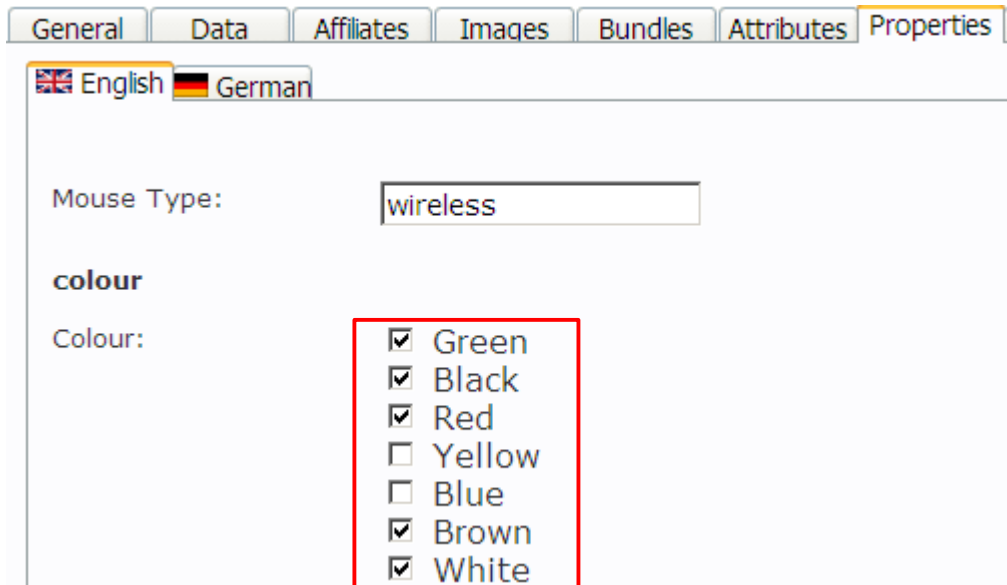 General Data Affiliates Images Bundles Attributes Properties
English German
Mouse Type: wireless
colour
Colour: Green
Black
Red
Yellow
Blue
Brown
White